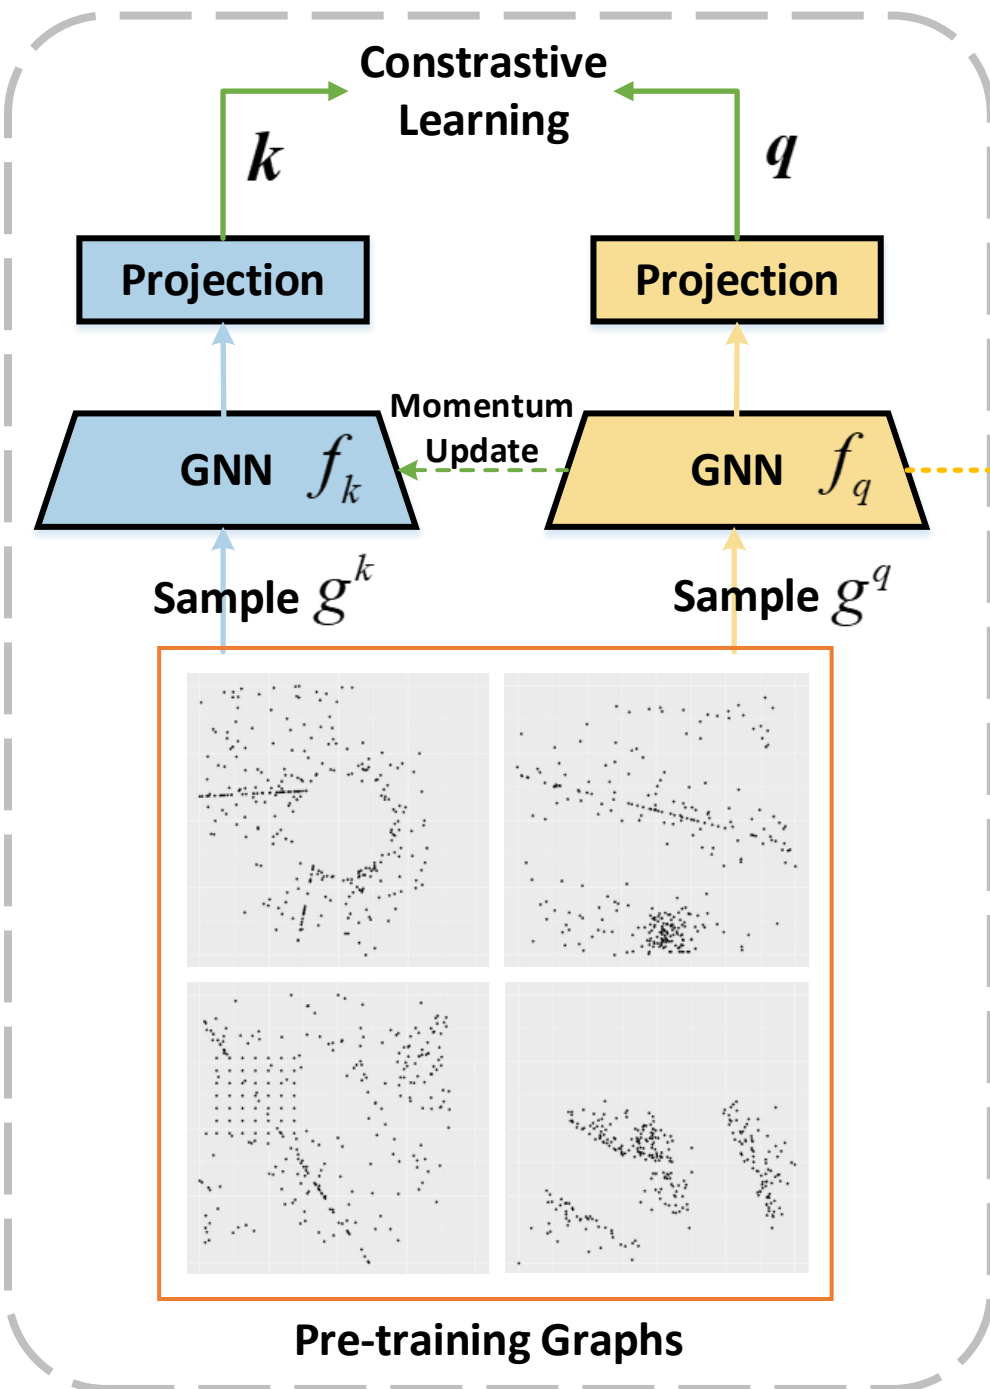 Constrastive
Learning
k
q
Projection
Projection
Momentum
Update
GNN f_k
GNN f_q
Sample g^k
Sample g^q
Pre-training Graphs